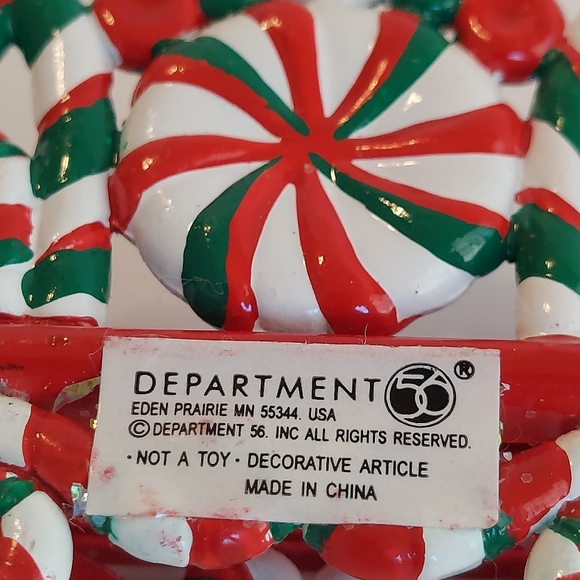 DEPARTMENT 56®
EDEN PRAIRIE MN 55344. USA
© DEPARTMENT 56. INC ALL RIGHTS RESERVED.
· NOT A TOY · DECORATIVE ARTICLE
MADE IN CHINA